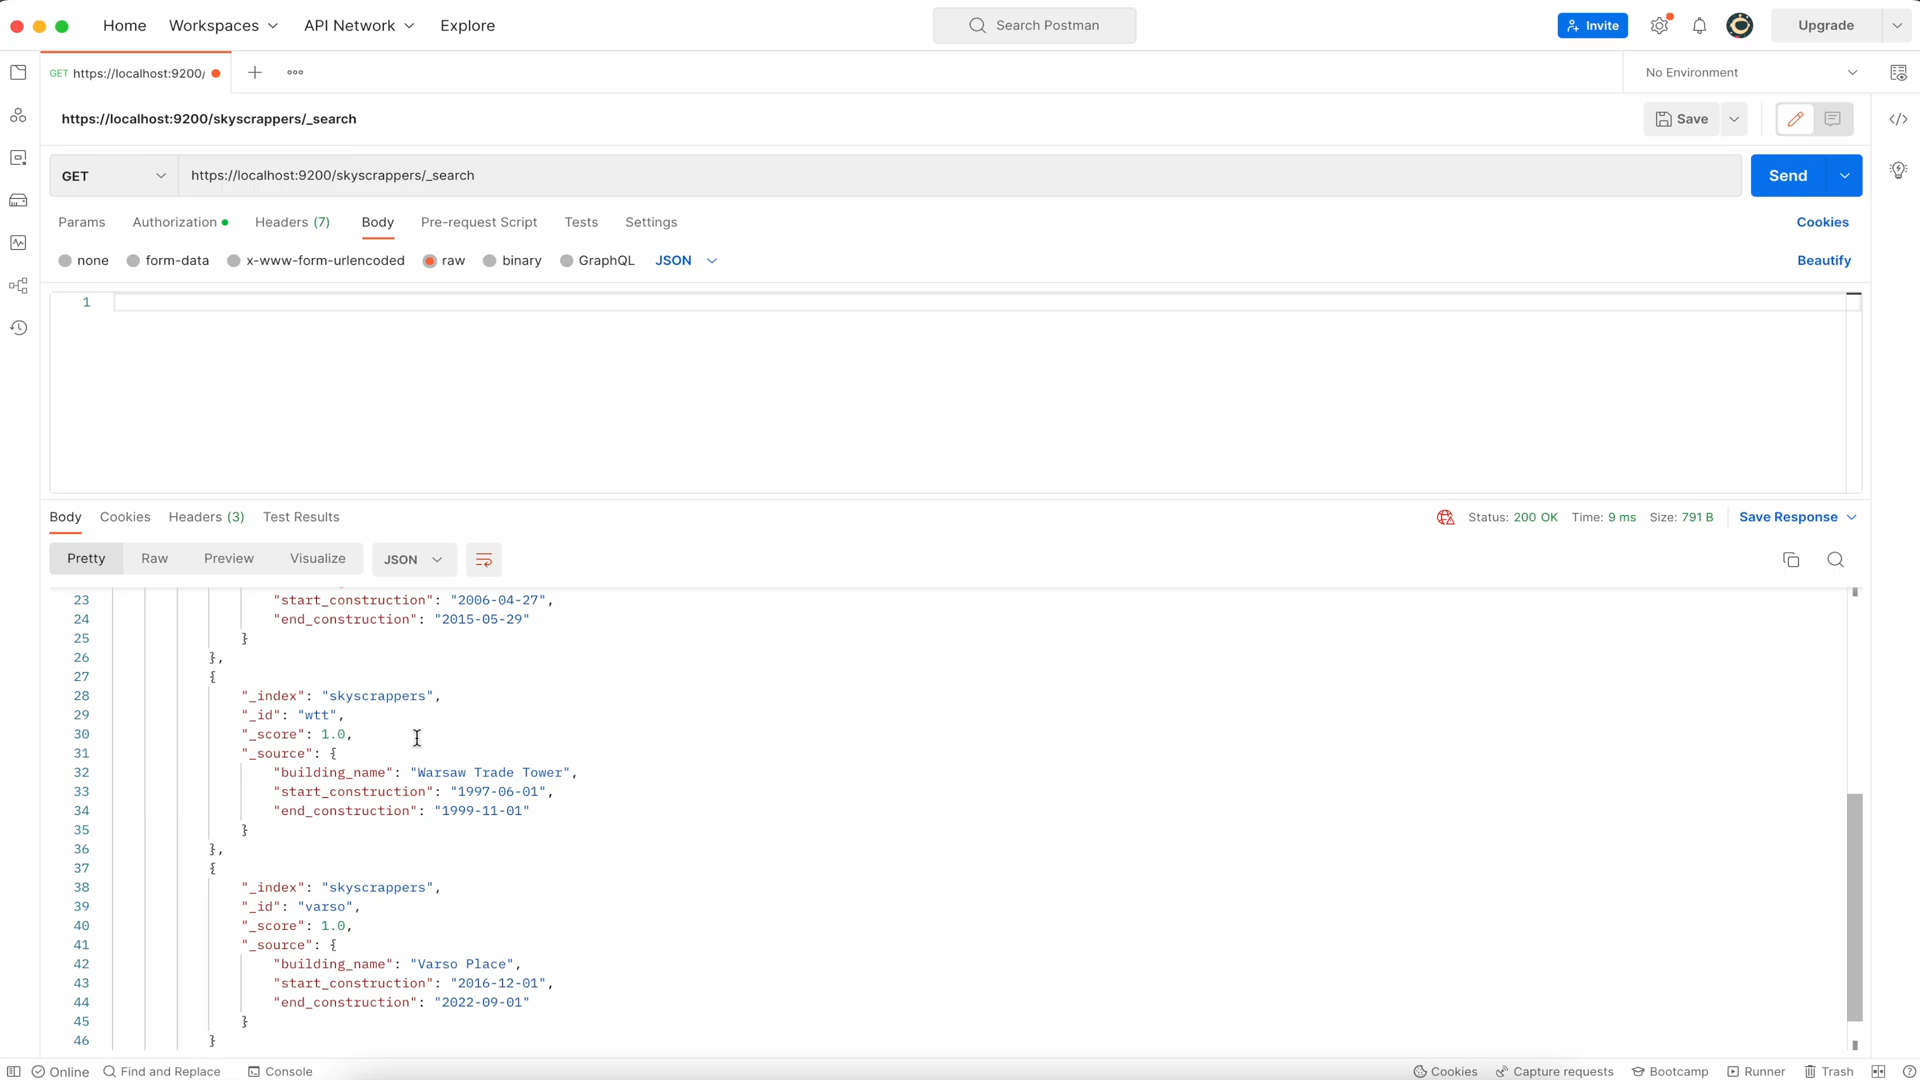 Home Workspaces API Network Explore Search Postman Invite Upgrade
GET https://localhost:9200/ No Environment
https://localhost:9200/skyscrappers/_search Save
GET https://localhost:9200/skyscrappers/_search Send
Params Authorization Headers (7) Body Pre-request Script Tests Settings Cookies
none form-data x-www-form-urlencoded raw binary GraphQL JSON Beautify
1
Body Cookies Headers (3) Test Results Status: 200 OK Time: 9 ms Size: 791 B Save Response
Pretty Raw Preview Visualize JSON
23 "start_construction": "2006-04-27",
24 "end_construction": "2015-05-29"
25 }
26 },
27 {
28 "_index": "skyscrappers",
29 "_id": "wtt",
30 "_score": 1.0,
31 "_source": {
32 "building_name": "Warsaw Trade Tower",
33 "start_construction": "1997-06-01",
34 "end_construction": "1999-11-01"
35 }
36 },
37 {
38 "_index": "skyscrappers",
39 "_id": "varso",
40 "_score": 1.0,
41 "_source": {
42 "building_name": "Varso Place",
43 "start_construction": "2016-12-01",
44 "end_construction": "2022-09-01"
45 }
46 }
Online Find and Replace Console Cookies Capture requests Bootcamp Runner Trash